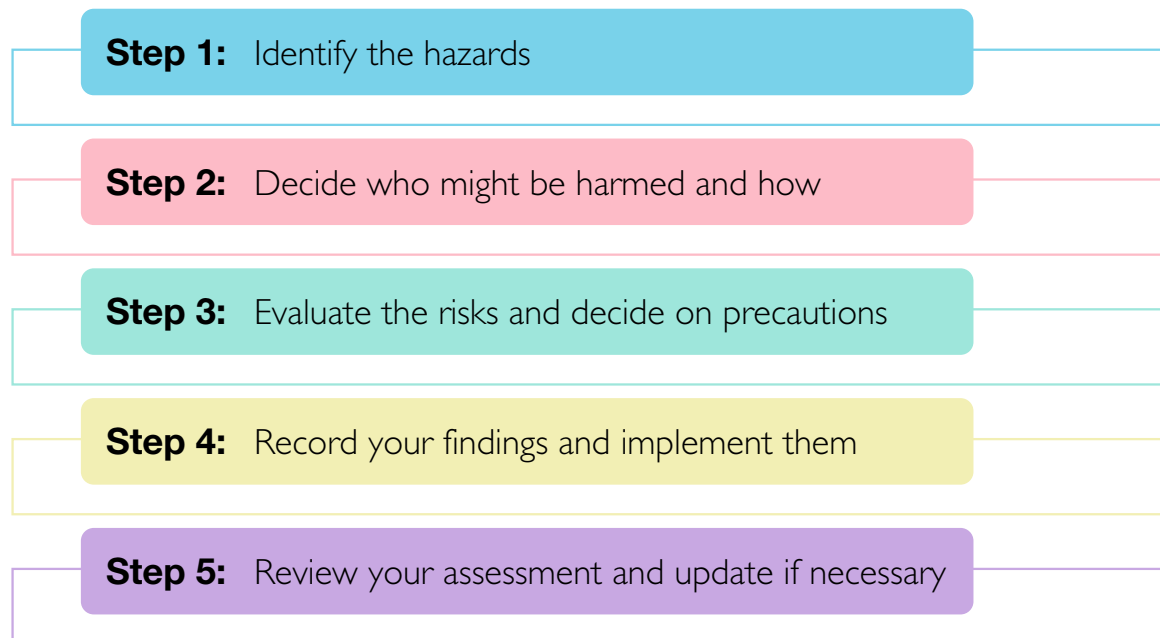 Step 1: Identify the hazards
Step 2: Decide who might be harmed and how
Step 3: Evaluate the risks and decide on precautions
Step 4: Record your findings and implement them
Step 5: Review your assessment and update if necessary